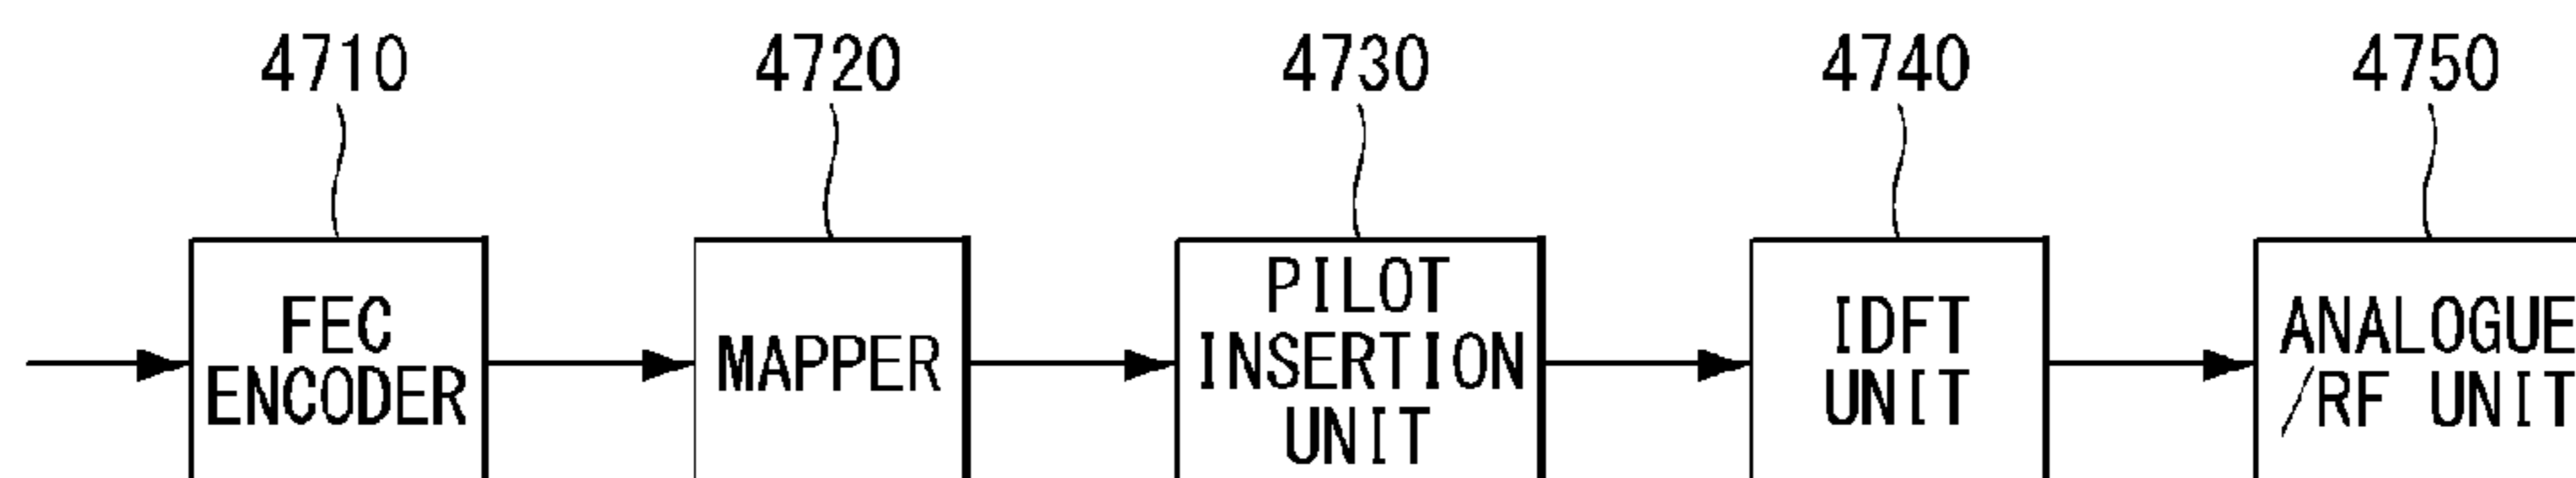 4710
4720
4730
4740
4750
FEC
ENCODER
MAPPER
PILOT
INSERTION
UNIT
IDFT
UNIT
ANALOGUE
/RF UNIT